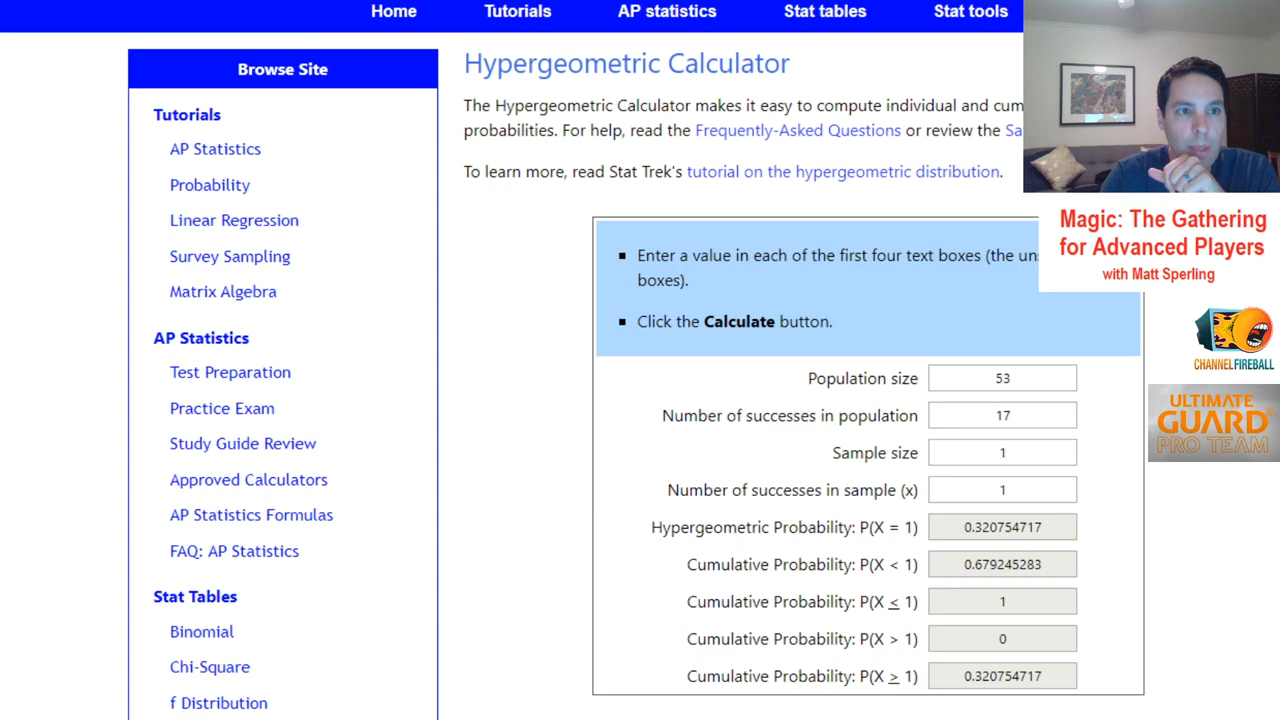 Home Tutorials AP statistics Stat tables Stat tools
Browse Site
Tutorials
AP Statistics
Probability
Linear Regression
Survey Sampling
Matrix Algebra
AP Statistics
Test Preparation
Practice Exam
Study Guide Review
Approved Calculators
AP Statistics Formulas
FAQ: AP Statistics
Stat Tables
Binomial
Chi-Square
f Distribution
Hypergeometric Calculator
The Hypergeometric Calculator makes it easy to compute individual and cum
probabilities. For help, read the Frequently-Asked Questions or review the Sa
To learn more, read Stat Trek's tutorial on the hypergeometric distribution.
Enter a value in each of the first four text boxes (the uns
boxes).
Click the Calculate button.
Population size 53
Number of successes in population 17
Sample size 1
Number of successes in sample (x) 1
Hypergeometric Probability: P(X = 1) 0.320754717
Cumulative Probability: P(X < 1) 0.679245283
Cumulative Probability: P(X ≤ 1) 1
Cumulative Probability: P(X > 1) 0
Cumulative Probability: P(X ≥ 1) 0.320754717
Magic: The Gathering
for Advanced Players
with Matt Sperling
CHANNELFIREBALL
ULTIMATE
GUARD®
PRO TEAM